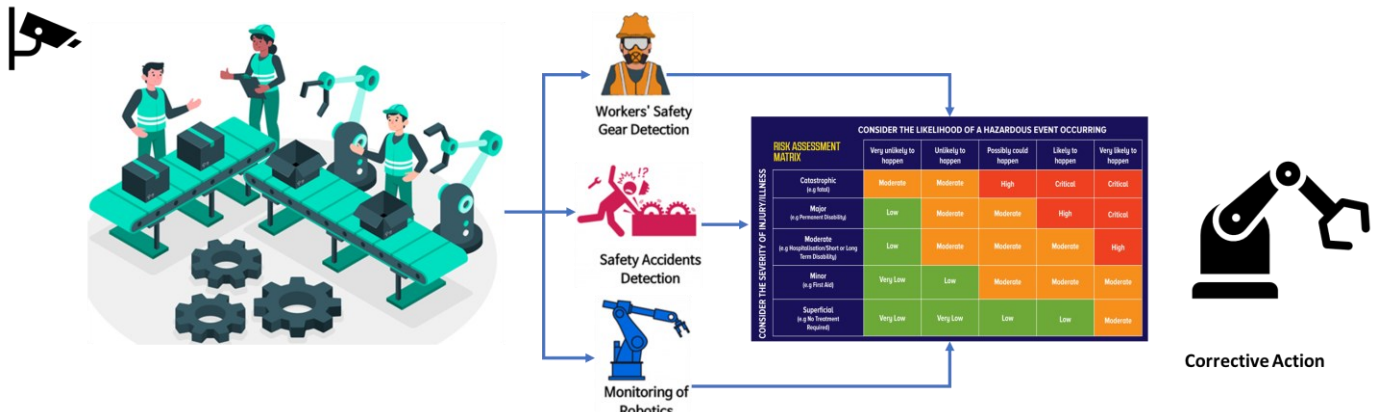 Workers' Safety
Gear Detection
Safety Accidents
Detection
Monitoring of
Robotics
CONSIDER THE LIKELIHOOD OF A HAZARDOUS EVENT OCCURRING
CONSIDER THE SEVERITY OF INJURY/ILLNESS
RISK ASSESSMENT
MATRIX
Very unlikely to
happen
Unlikely to
happen
Possibly could
happen
Likely to
happen
Very likely to
happen
Catastrophic
(e.g fatal)
Moderate
Moderate
High
Critical
Critical
Major
(e.g Permanent Disability)
Low
Moderate
Moderate
High
Critical
Moderate
(e.g Hospitalisation/Short or Long
Term Disability)
Low
Moderate
Moderate
Moderate
High
Minor
(e.g First Aid)
Very Low
Low
Moderate
Moderate
Moderate
Superficial
(e.g No Treatment
Required)
Very Low
Very Low
Low
Low
Moderate
Corrective Action
!?